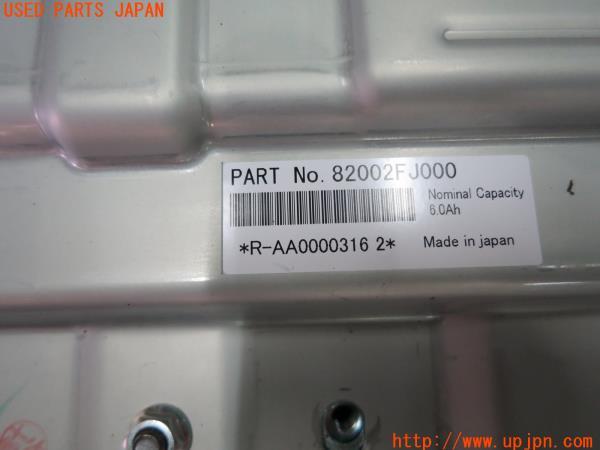 USED PARTS JAPAN
PART No. 82002FJ000
Nominal Capacity
6.0Ah
*R-AA0000316 2*
Made in japan
http://www.upjpn.com/